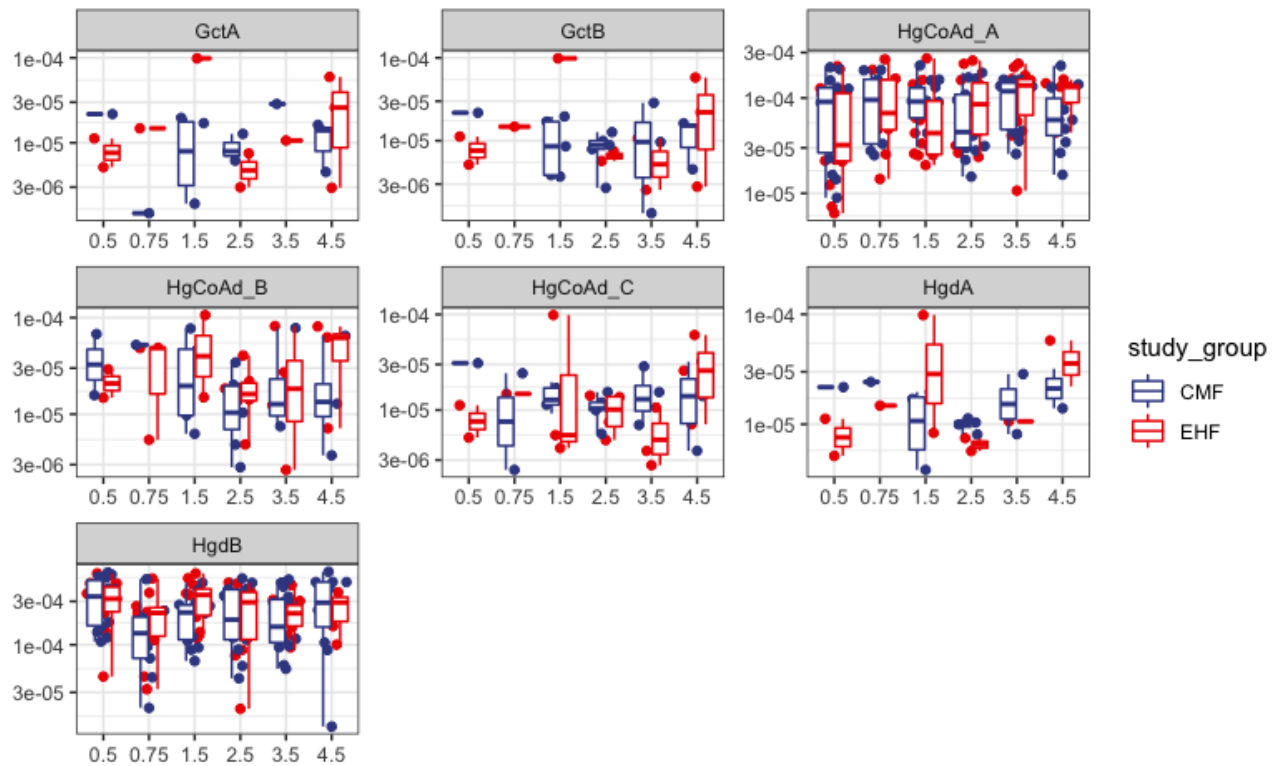 GctA GctB HgCoAd_A
1e-04 1e-04 3e-04
3e-05 3e-05 1e-04
1e-05 1e-05 3e-05
3e-06 3e-06 1e-05
0.5 0.75 1.5 2.5 3.5 4.5 0.5 0.75 1.5 2.5 3.5 4.5 0.5 0.75 1.5 2.5 3.5 4.5
HgCoAd_B HgCoAd_C HgdA
1e-04 1e-04 1e-04
3e-05 3e-05 3e-05
1e-05 1e-05 1e-05
3e-06 3e-06
0.5 0.75 1.5 2.5 3.5 4.5 0.5 0.75 1.5 2.5 3.5 4.5 0.5 0.75 1.5 2.5 3.5 4.5
study_group
CMF
EHF
HgdB
3e-04
1e-04
3e-05
0.5 0.75 1.5 2.5 3.5 4.5